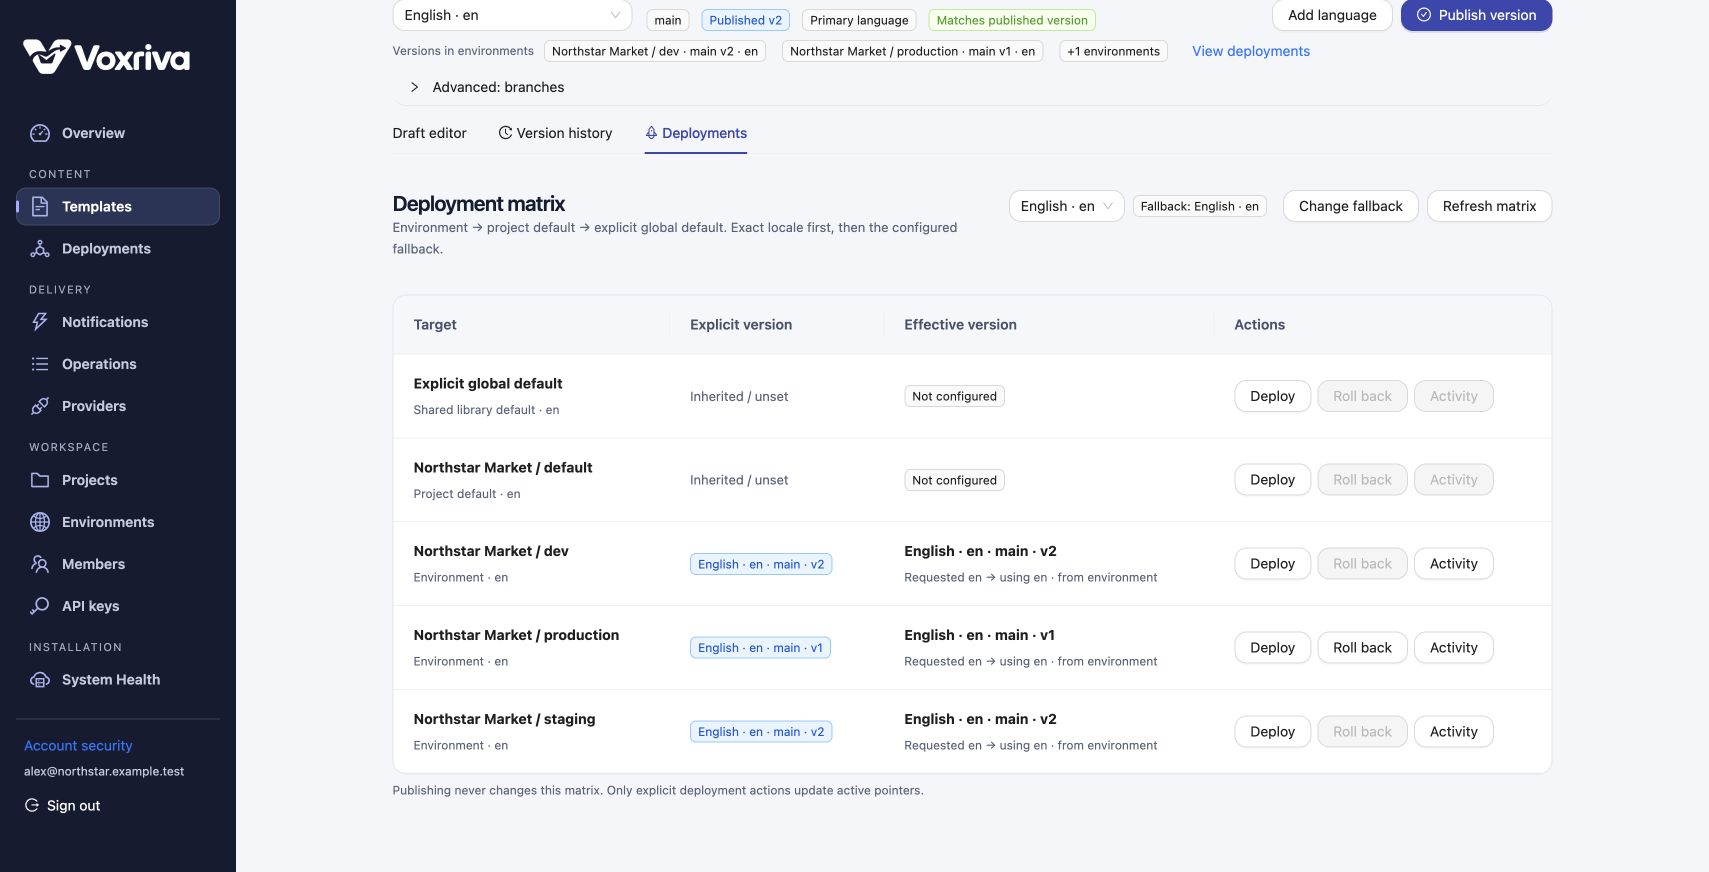 Voxriva
Overview
CONTENT
Templates
Deployments
DELIVERY
Notifications
Operations
Providers
WORKSPACE
Projects
Environments
Members
API keys
INSTALLATION
System Health
Account security
alex@northstar.example.test
Sign out
English · en main Published v2 Primary language Matches published version Add language Publish version
Versions in environments Northstar Market / dev · main v2 · en Northstar Market / production · main v1 · en +1 environments View deployments
Advanced: branches
Draft editor Version history Deployments
Deployment matrix English · en Fallback: English · en Change fallback Refresh matrix
Environment → project default → explicit global default. Exact locale first, then the configured
fallback.
Target Explicit version Effective version Actions
Explicit global default
Shared library default · en
Inherited / unset Not configured Deploy Roll back Activity
Northstar Market / default
Project default · en
Inherited / unset Not configured Deploy Roll back Activity
Northstar Market / dev
Environment · en
English · en · main · v2
English · en · main · v2
Requested en → using en · from environment
Deploy Roll back Activity
Northstar Market / production
Environment · en
English · en · main · v1
English · en · main · v1
Requested en → using en · from environment
Deploy Roll back Activity
Northstar Market / staging
Environment · en
English · en · main · v2
English · en · main · v2
Requested en → using en · from environment
Deploy Roll back Activity
Publishing never changes this matrix. Only explicit deployment actions update active pointers.